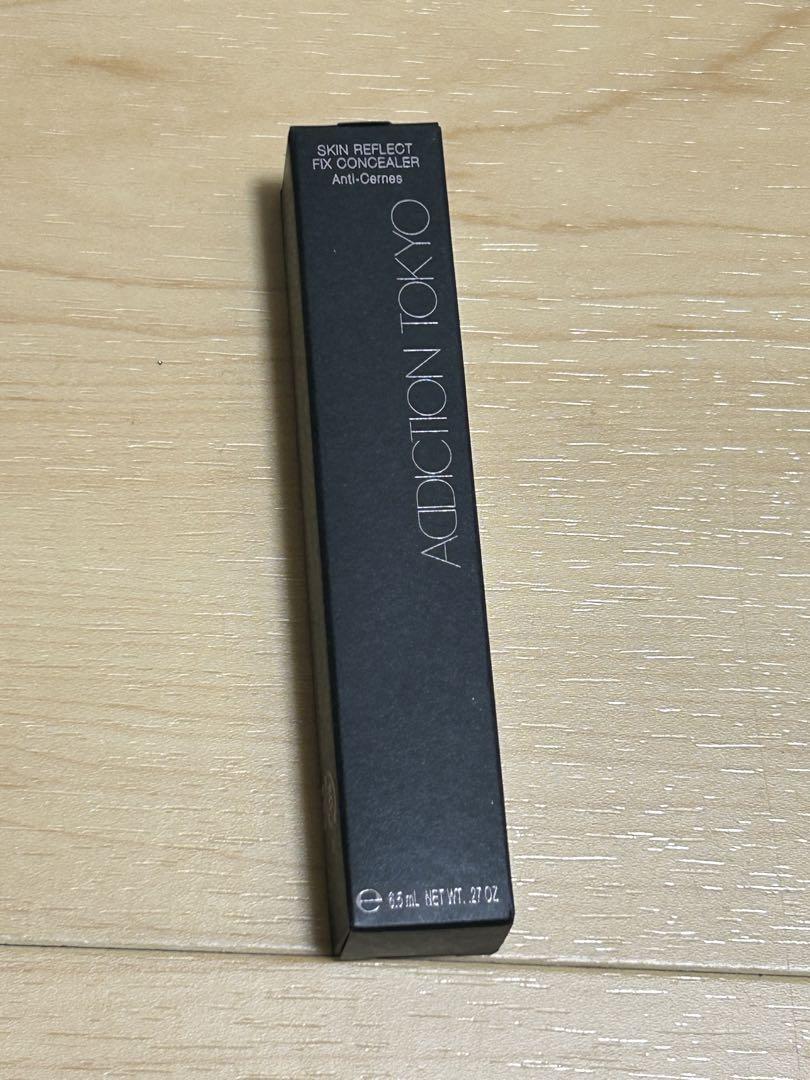 SKIN REFLECT
FIX CONCEALER
Anti-Cernes
ADDICTION TOKYO
℮ 6.5 mL NET WT. .27 OZ